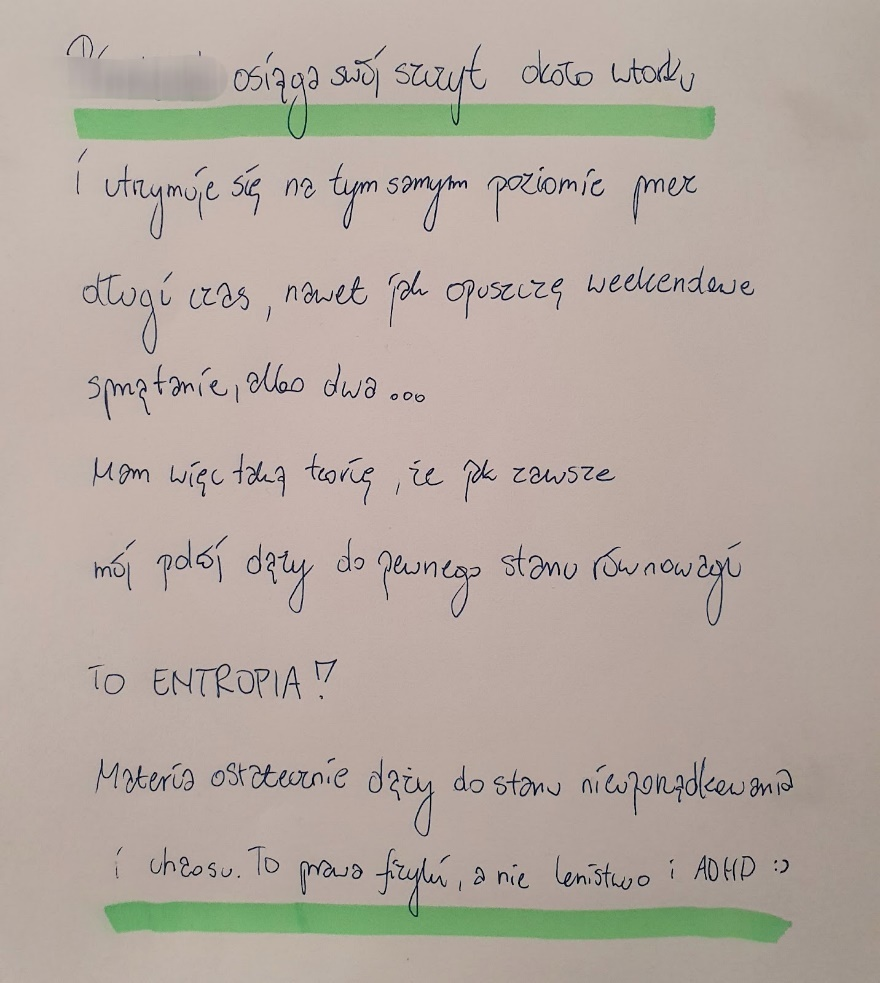 osiąga swój szczyt około wtorku
i utrzymuje się na tym samym poziomie przez
długi czas, nawet jak opuszczę weekendowe
sprzątanie, albo dwa...
Mam więc taką teorię, że jak zawsze
mój pokój dąży do pewnego stanu równowagi
TO ENTROPIA!
Materia ostatecznie dąży do stanu nieuporządkowania
i chaosu. To prawa fizyki, a nie lenistwo i ADHD :)